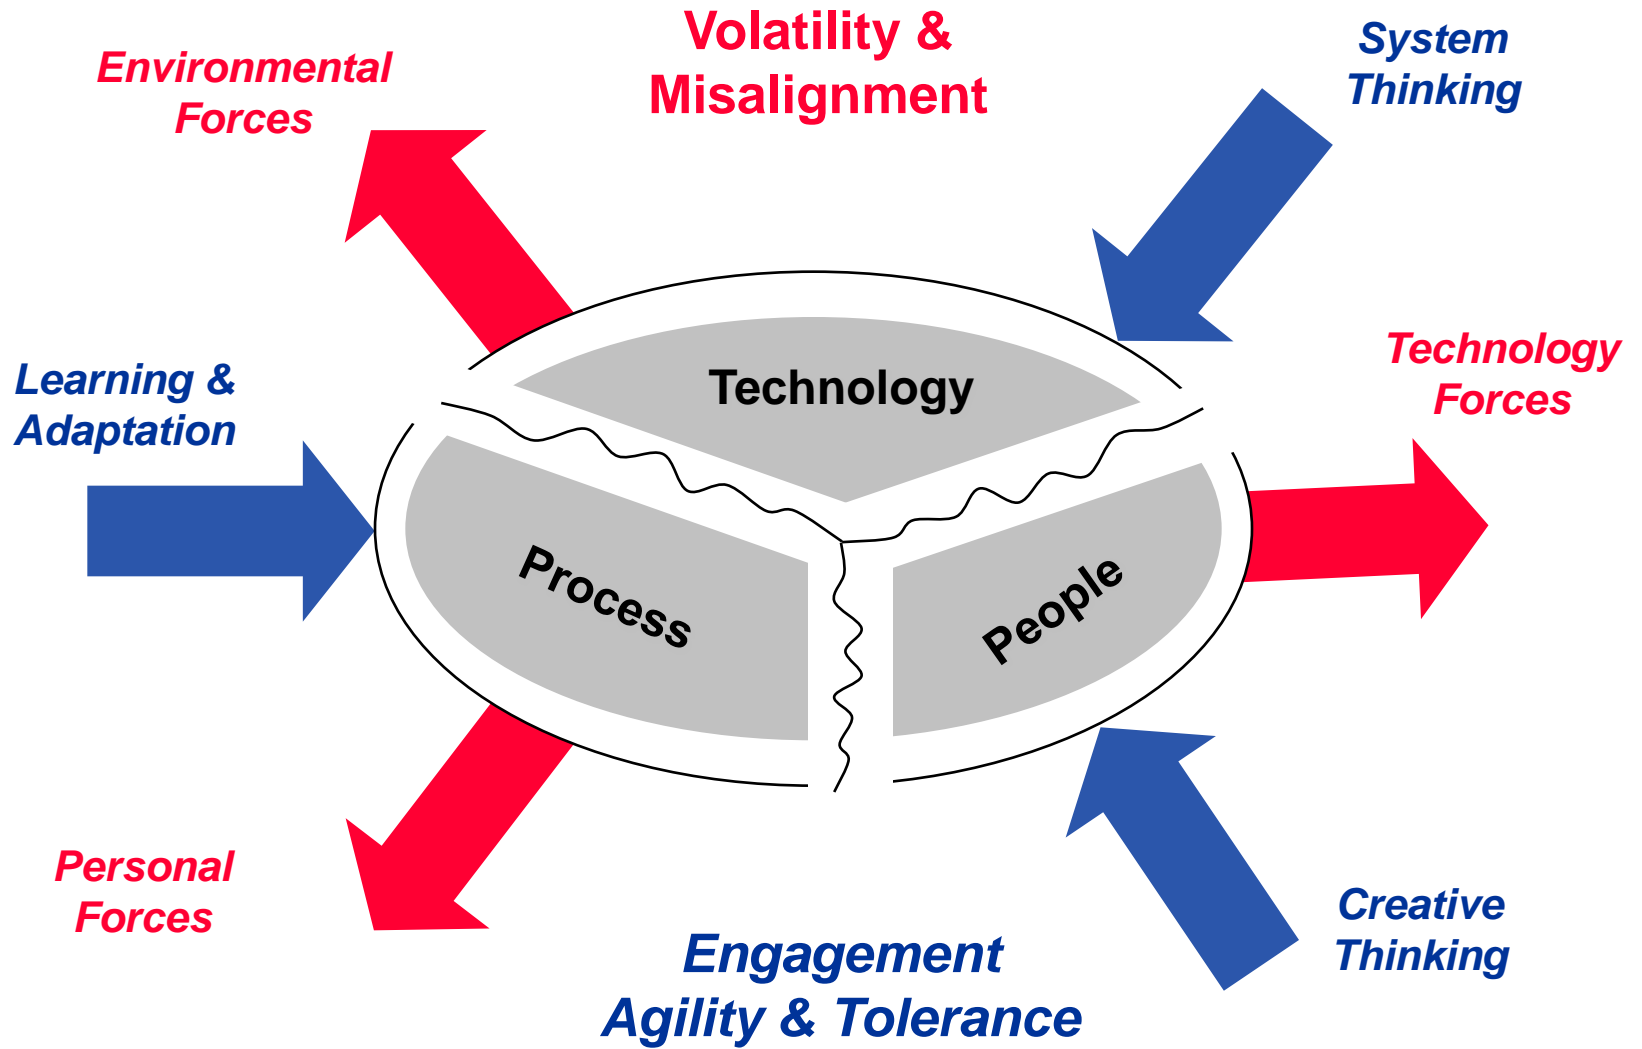 Volatility &
Misalignment
Environmental
Forces
System
Thinking
Learning &
Adaptation
Technology
Forces
Technology
Process
People
Personal
Forces
Creative
Thinking
Engagement
Agility & Tolerance